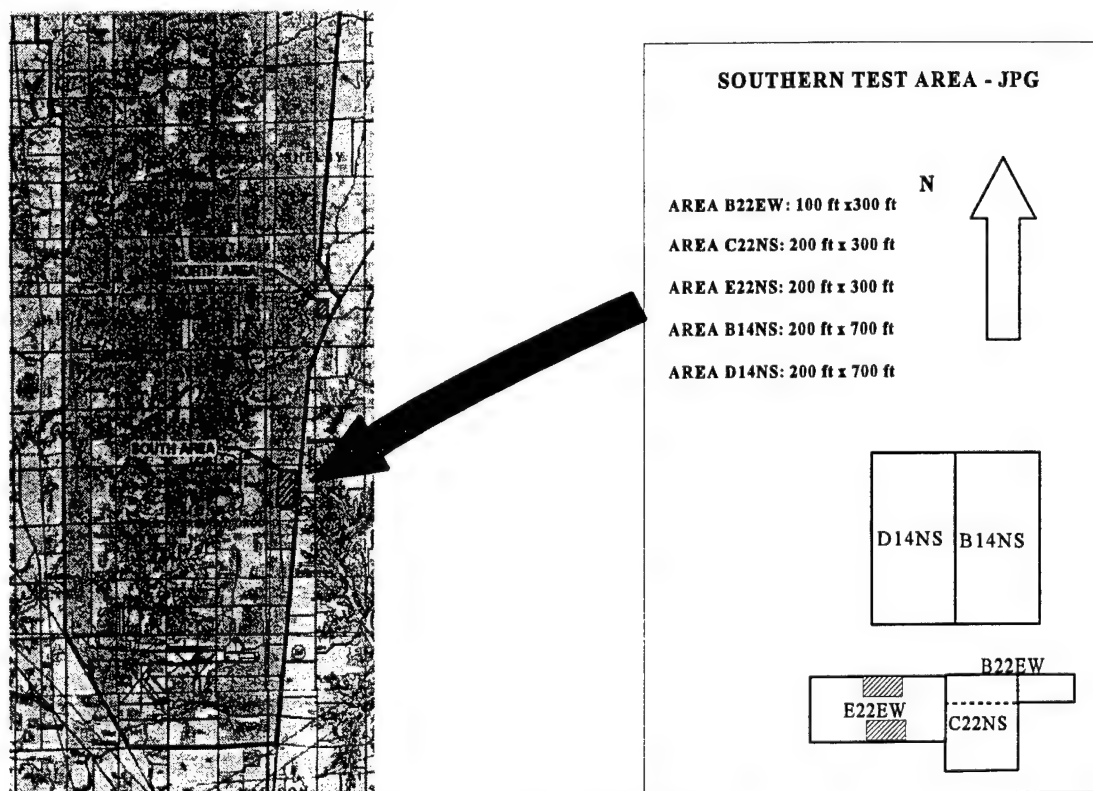 SHELBY
NORTH AREA
SOUTH AREA
SOUTHERN TEST AREA - JPG
N
AREA B22EW: 100 ft x300 ft
AREA C22NS: 200 ft x 300 ft
AREA E22NS: 200 ft x 300 ft
AREA B14NS: 200 ft x 700 ft
AREA D14NS: 200 ft x 700 ft
D14NS
B14NS
B22EW
E22EW
C22NS